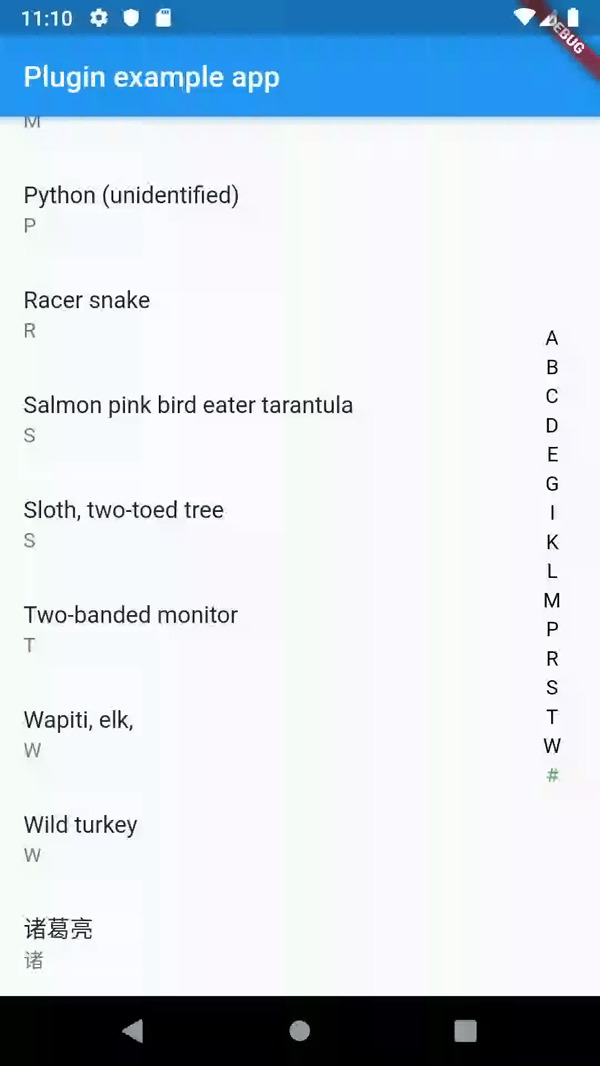 11:10
DEBUG
Plugin example app
M
Python (unidentified)
P
Racer snake
R
Salmon pink bird eater tarantula
S
Sloth, two-toed tree
S
Two-banded monitor
T
Wapiti, elk,
W
Wild turkey
W
诸葛亮
诸
A
B
C
D
E
G
I
K
L
M
P
R
S
T
W
#